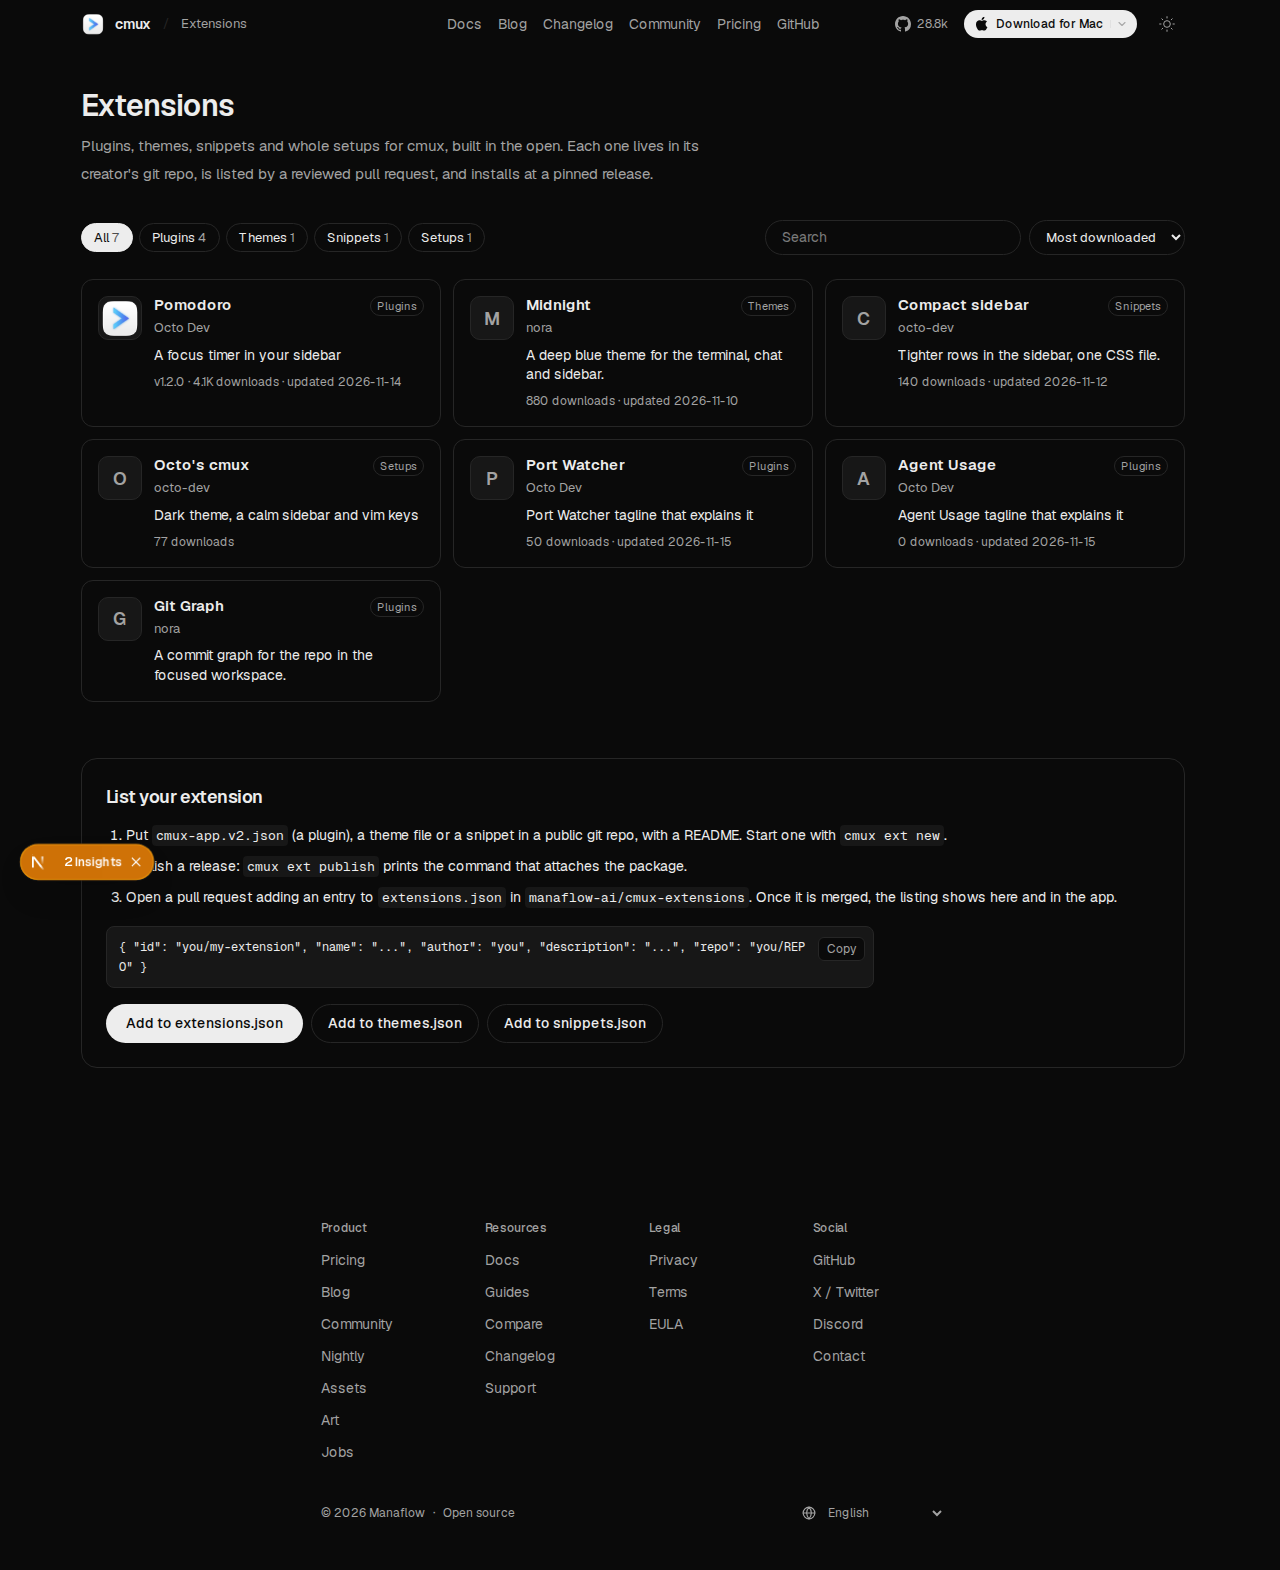 cmux / Extensions
Docs Blog Changelog Community Pricing GitHub
28.8k
Download for Mac
Extensions
Plugins, themes, snippets and whole setups for cmux, built in the open. Each one lives in its
creator's git repo, is listed by a reviewed pull request, and installs at a pinned release.
All 7
Plugins 4
Themes 1
Snippets 1
Setups 1
Search
Most downloaded
Pomodoro
Plugins
Octo Dev
A focus timer in your sidebar
v1.2.0 · 4.1K downloads · updated 2026-11-14
M
Midnight
Themes
nora
A deep blue theme for the terminal, chat
and sidebar.
880 downloads · updated 2026-11-10
C
Compact sidebar
Snippets
octo-dev
Tighter rows in the sidebar, one CSS file.
140 downloads · updated 2026-11-12
O
Octo's cmux
Setups
octo-dev
Dark theme, a calm sidebar and vim keys
77 downloads
P
Port Watcher
Plugins
Octo Dev
Port Watcher tagline that explains it
50 downloads · updated 2026-11-15
A
Agent Usage
Plugins
Octo Dev
Agent Usage tagline that explains it
0 downloads · updated 2026-11-15
G
Git Graph
Plugins
nora
A commit graph for the repo in the
focused workspace.
List your extension
1. Put cmux-app.v2.json (a plugin), a theme file or a snippet in a public git repo, with a README. Start one with cmux ext new.
2 Insights
a release: cmux ext publish prints the command that attaches the package.
3. Open a pull request adding an entry to extensions.json in manaflow-ai/cmux-extensions. Once it is merged, the listing shows here and in the app.
{ "id": "you/my-extension", "name": "...", "author": "you", "description": "...", "repo": "you/REP
O" }
Copy
Add to extensions.json
Add to themes.json
Add to snippets.json
Product
Pricing
Blog
Community
Nightly
Assets
Art
Jobs
Resources
Docs
Guides
Compare
Changelog
Support
Legal
Privacy
Terms
EULA
Social
GitHub
X / Twitter
Discord
Contact
© 2026 Manaflow · Open source
English